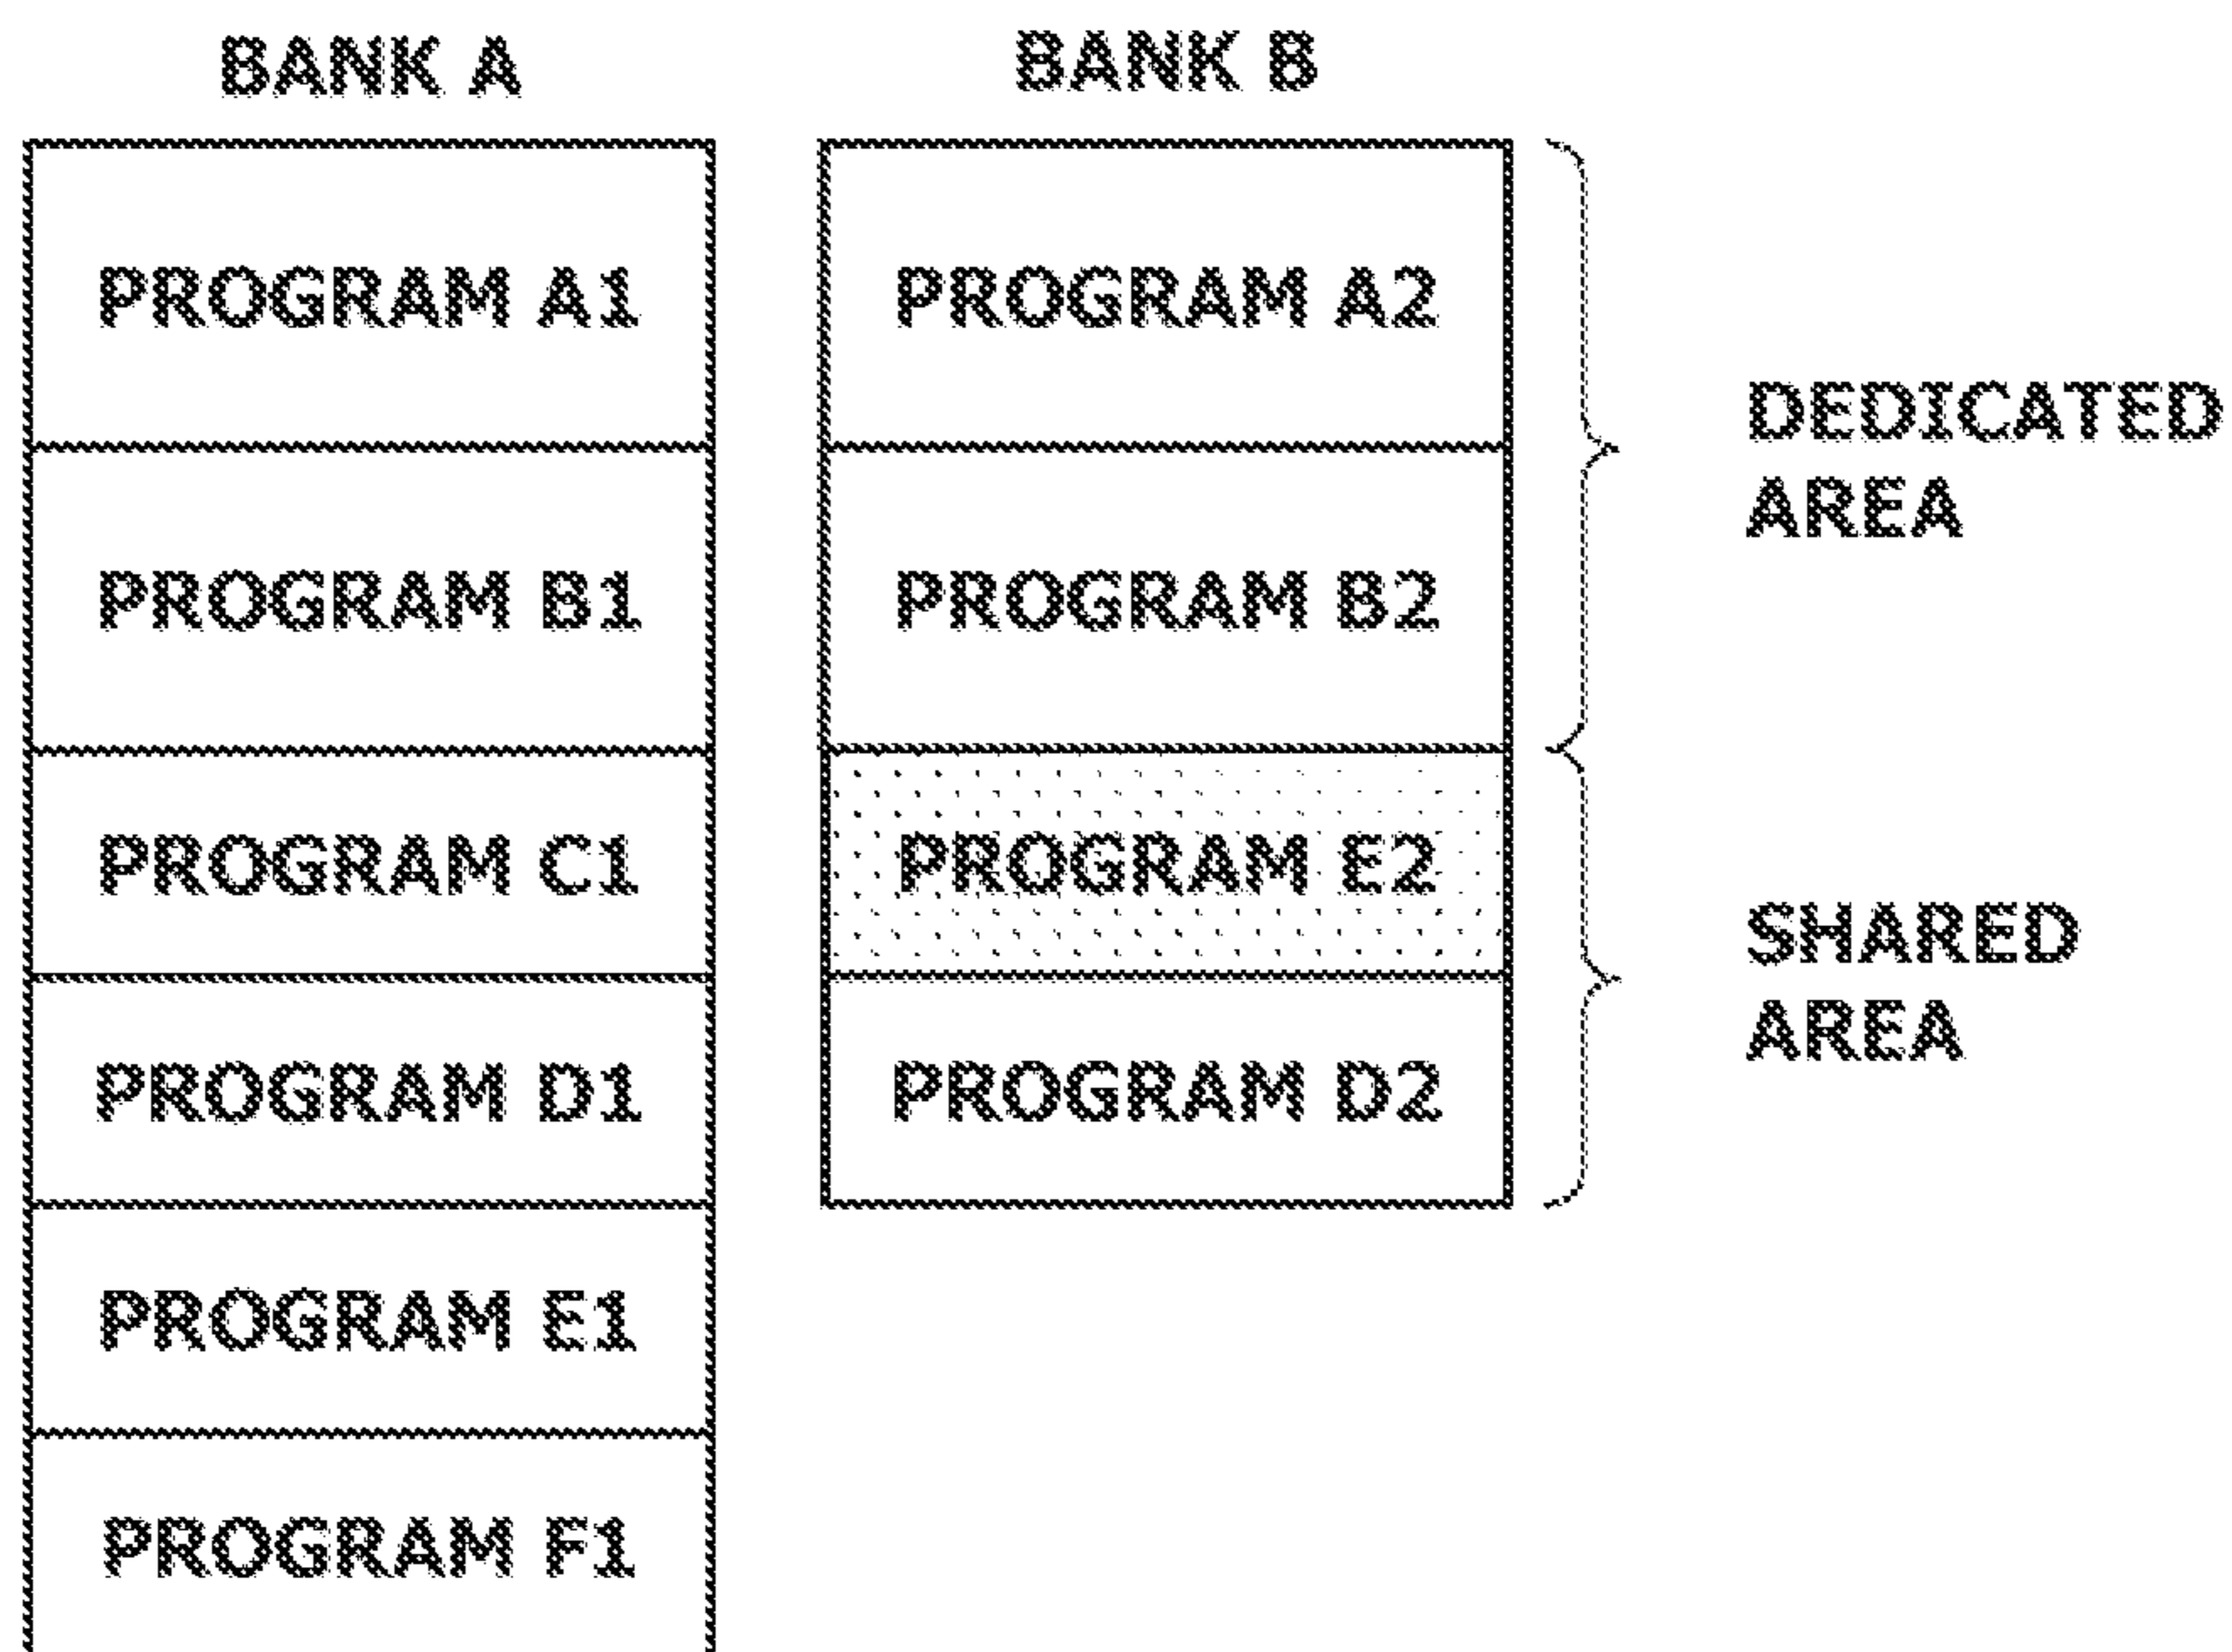 BANK A
PROGRAM A1
PROGRAM B1
PROGRAM C1
PROGRAM D1
PROGRAM E1
PROGRAM F1
BANK B
PROGRAM A2
PROGRAM B2
PROGRAM E2
PROGRAM D2
DEDICATED
AREA
SHARED
AREA